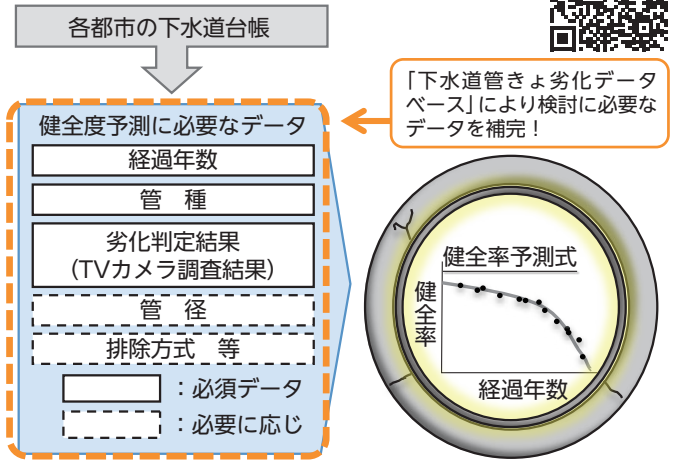 各都市の下水道台帳
「下水道管きょ劣化データ
ベース」により検討に必要な
データを補完！
健全度予測に必要なデータ
経過年数
管　種
劣化判定結果
（TVカメラ調査結果）
管　径
排除方式　等
：必須データ
：必要に応じ
健全率予測式
健全率
経過年数